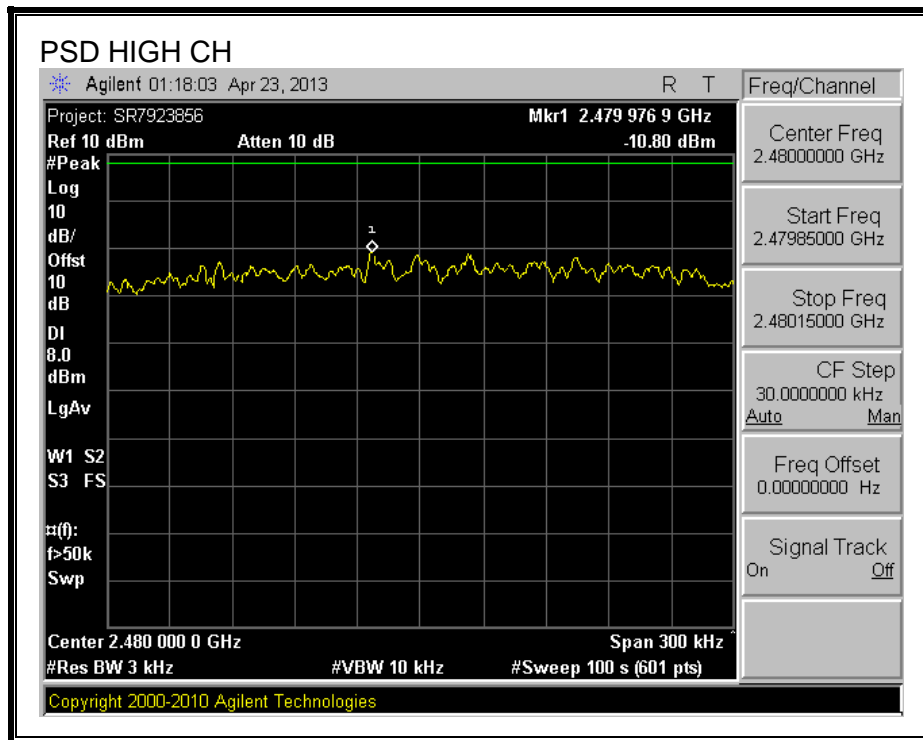 PSD HIGH CH
Agilent 01:18:03 Apr 23, 2013 R T
Project: SR7923856 Mkr1 2.479 976 9 GHz
Ref 10 dBm Atten 10 dB -10.80 dBm
#Peak
Log
10
dB/
Offst
10
dB
DI
8.0
dBm
LgAv
W1 S2
S3 FS
¤(f):
f>50k
Swp
1
Center 2.480 000 0 GHz Span 300 kHz
#Res BW 3 kHz #VBW 10 kHz #Sweep 100 s (601 pts)
Copyright 2000-2010 Agilent Technologies
Freq/Channel
Center Freq
2.48000000 GHz
Start Freq
2.47985000 GHz
Stop Freq
2.48015000 GHz
CF Step
30.0000000 kHz
Auto Man
Freq Offset
0.00000000 Hz
Signal Track
On Off